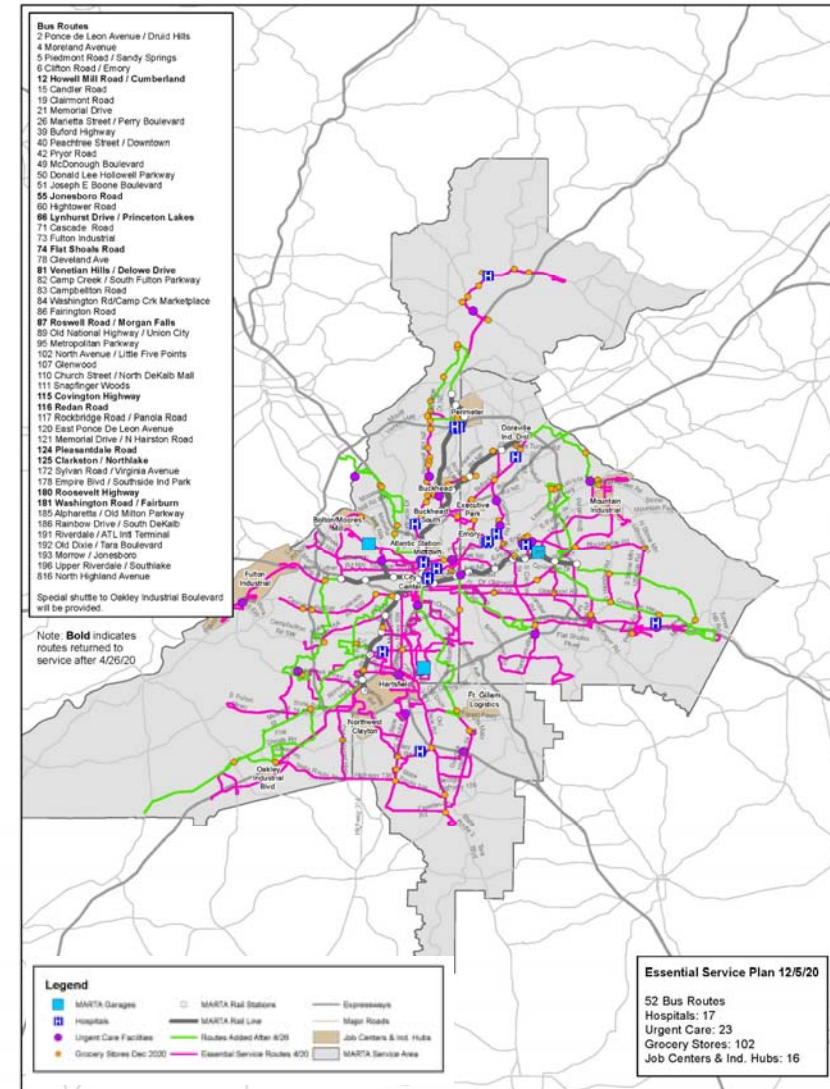 Bus Routes
2 Ponce de Leon Avenue / Druid Hills
4 Moreland Avenue
5 Piedmont Road / Sandy Springs
6 Clifton Road / Emory
12 Howell Mill Road / Cumberland
15 Candler Road
19 Clairmont Road
21 Memorial Drive
26 Marietta Street / Perry Boulevard
39 Buford Highway
40 Peachtree Street / Downtown
42 Pryor Road
49 McDonough Boulevard
50 Donald Lee Hollowell Parkway
51 Joseph E Boone Boulevard
55 Jonesboro Road
60 Hightower Road
66 Lynhurst Drive / Princeton Lakes
71 Cascade Road
73 Fulton Industrial
74 Flat Shoals Road
78 Cleveland Ave
81 Venetian Hills / Delowe Drive
82 Camp Creek / South Fulton Parkway
83 Campbellton Road
84 Washington Rd/Camp Crk Marketplace
86 Fairington Road
87 Roswell Road / Morgan Falls
89 Old National Highway / Union City
95 Metropolitan Parkway
102 North Avenue / Little Five Points
107 Glenwood
110 Church Street / North DeKalb Mall
111 Snapfinger Woods
115 Covington Highway
116 Redan Road
117 Rockbridge Road / Panola Road
120 East Ponce De Leon Avenue
121 Memorial Drive / N Hairston Road
124 Pleasantdale Road
125 Clarkston / Northlake
172 Sylvan Road / Virginia Avenue
178 Empire Blvd / Southside Ind Park
180 Roosevelt Highway
181 Washington Road / Fairburn
185 Alpharetta / Old Milton Parkway
186 Rainbow Drive / South DeKalb
191 Riverdale / ATL Intl Terminal
192 Old Dixie / Tara Boulevard
193 Morrow / Jonesboro
196 Upper Riverdale / Southlake
816 North Highland Avenue
Special shuttle to Oakley Industrial Boulevard
will be provided.
Note: Bold indicates
routes returned to
service after 4/26/20
Perimeter
Doraville
Ind. Dist
Buckhead
Buckhead
South
Executive
Park
Mountain
Industrial
Bolton/Moores
Mill
Atlantic Station
Midtown
Emory
City
Center
Fulton
Industrial
Hartsfield
Ft. Gillem
Logistics
Northwest
Clayton
Oakley
Industrial
Blvd
Legend
MARTA Garages
MARTA Rail Stations
Expressways
Hospitals
MARTA Rail Line
Major Roads
Urgent Care Facilities
Routes Added After 4/26
Job Centers & Ind. Hubs
Grocery Stores Dec 2020
Essential Service Routes 4/20
MARTA Service Area
Essential Service Plan 12/5/20
52 Bus Routes
Hospitals: 17
Urgent Care: 23
Grocery Stores: 102
Job Centers & Ind. Hubs: 16